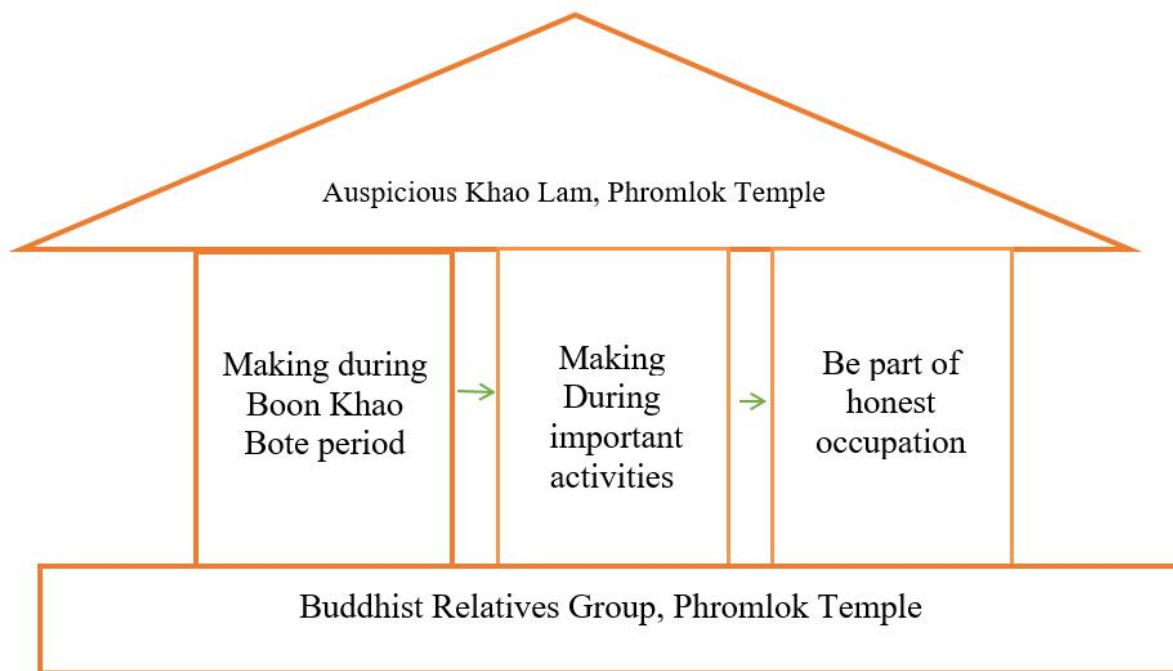 Auspicious Khao Lam, Phromlok Temple
Making during
Boon Khao
Bote period
Making
During
important
activities
Be part of
honest
occupation
Buddhist Relatives Group, Phromlok Temple